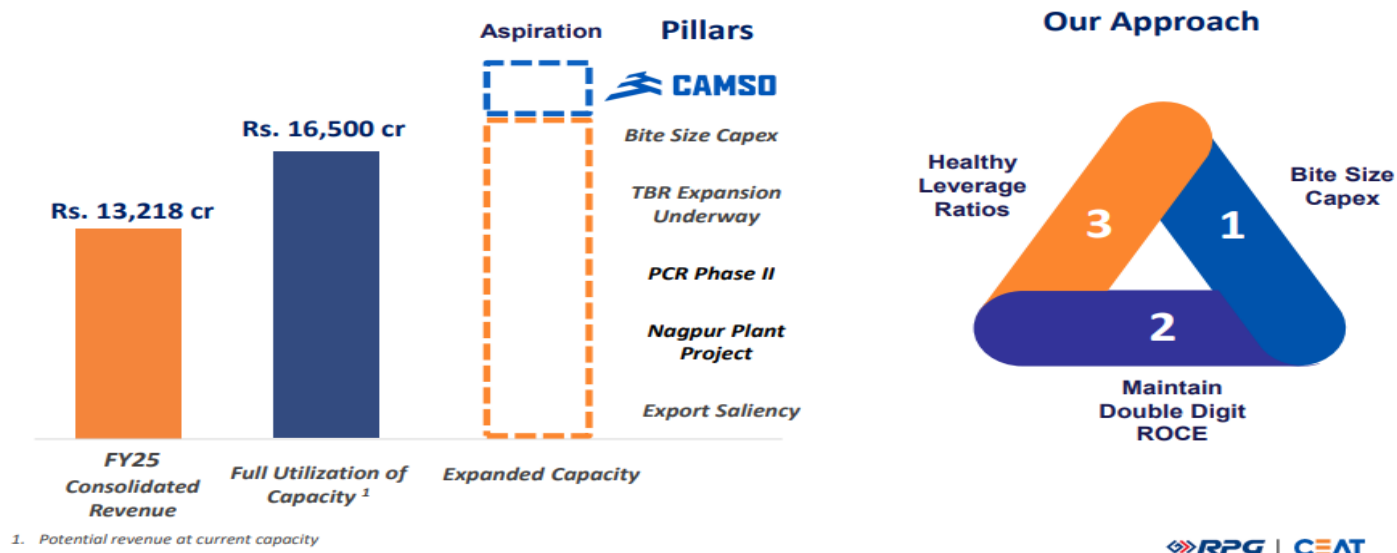 Aspiration
Pillars
CAMSO
Bite Size Capex
TBR Expansion
Underway
PCR Phase II
Nagpur Plant
Project
Export Saliency
Rs. 13,218 cr
Rs. 16,500 cr
FY25
Consolidated
Revenue
Full Utilization of
Capacity 1
Expanded Capacity
1. Potential revenue at current capacity
Our Approach
Healthy
Leverage
Ratios
3
1
Bite Size
Capex
2
Maintain
Double Digit
ROCE
RPG | CEAT